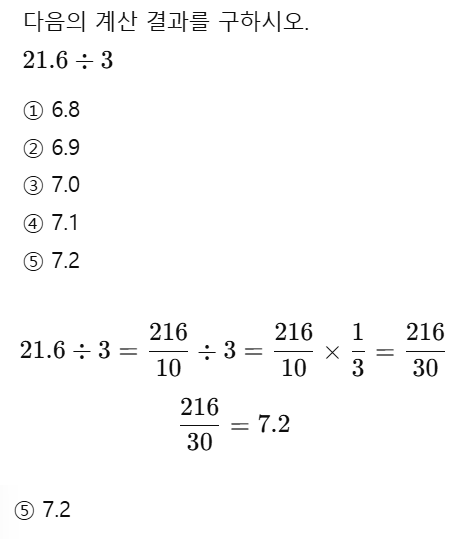 다음의 계산 결과를 구하시오.
21.6 ÷ 3
① 6.8
② 6.9
③ 7.0
④ 7.1
⑤ 7.2
21.6 ÷ 3 = 216/10 ÷ 3 = 216/10 × 1/3 = 216/30
216/30 = 7.2
⑤ 7.2